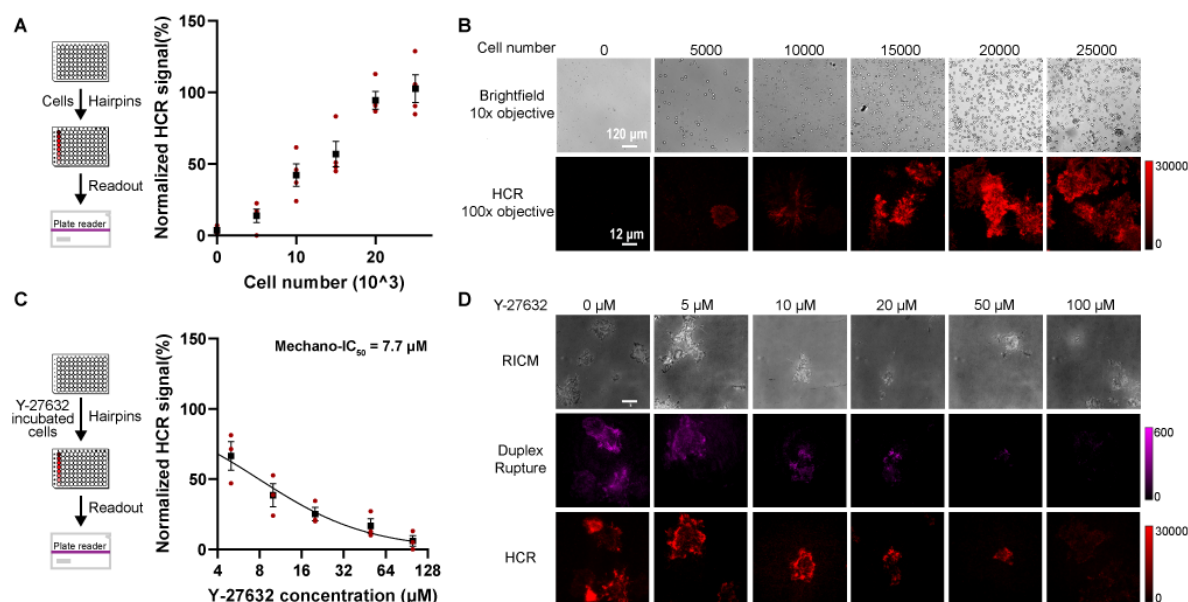 A
Cells
Hairpins
Readout
Plate reader
Normalized HCR signal(%)
150
100
50
0
0
10
20
Cell number (10^3)
B
Cell number
0
5000
10000
15000
20000
25000
Brightfield
10x objective
120 µm
HCR
100x objective
12 µm
30000
0
C
Y-27632
incubated
cells
Hairpins
Readout
Plate reader
Normalized HCR signal(%)
150
100
50
0
Mechano-IC50 = 7.7 µM
4
8
16
32
64
128
Y-27632 concentration (µM)
D
Y-27632
0 µM
5 µM
10 µM
20 µM
50 µM
100 µM
RICM
Duplex
Rupture
600
0
HCR
30000
0